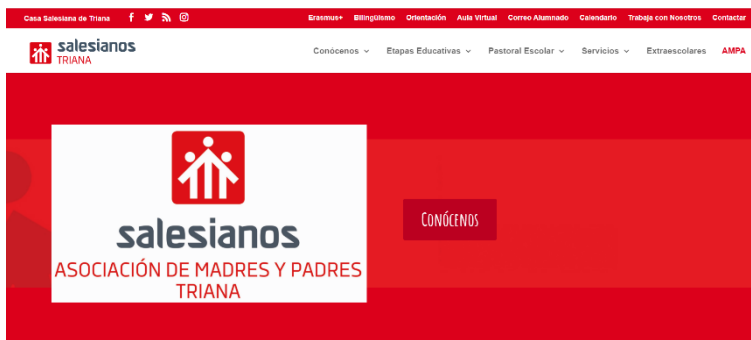 Casa Salesiana de Triana
Erasmus+ Bilingüismo Orientación Aula Virtual Correo Alumnado Calendario Trabaja con Nosotros Contactar
salesianos
TRIANA
Conócenos Etapas Educativas Pastoral Escolar Servicios Extraescolares AMPA
salesianos
ASOCIACIÓN DE MADRES Y PADRES
TRIANA
CONÓCENOS